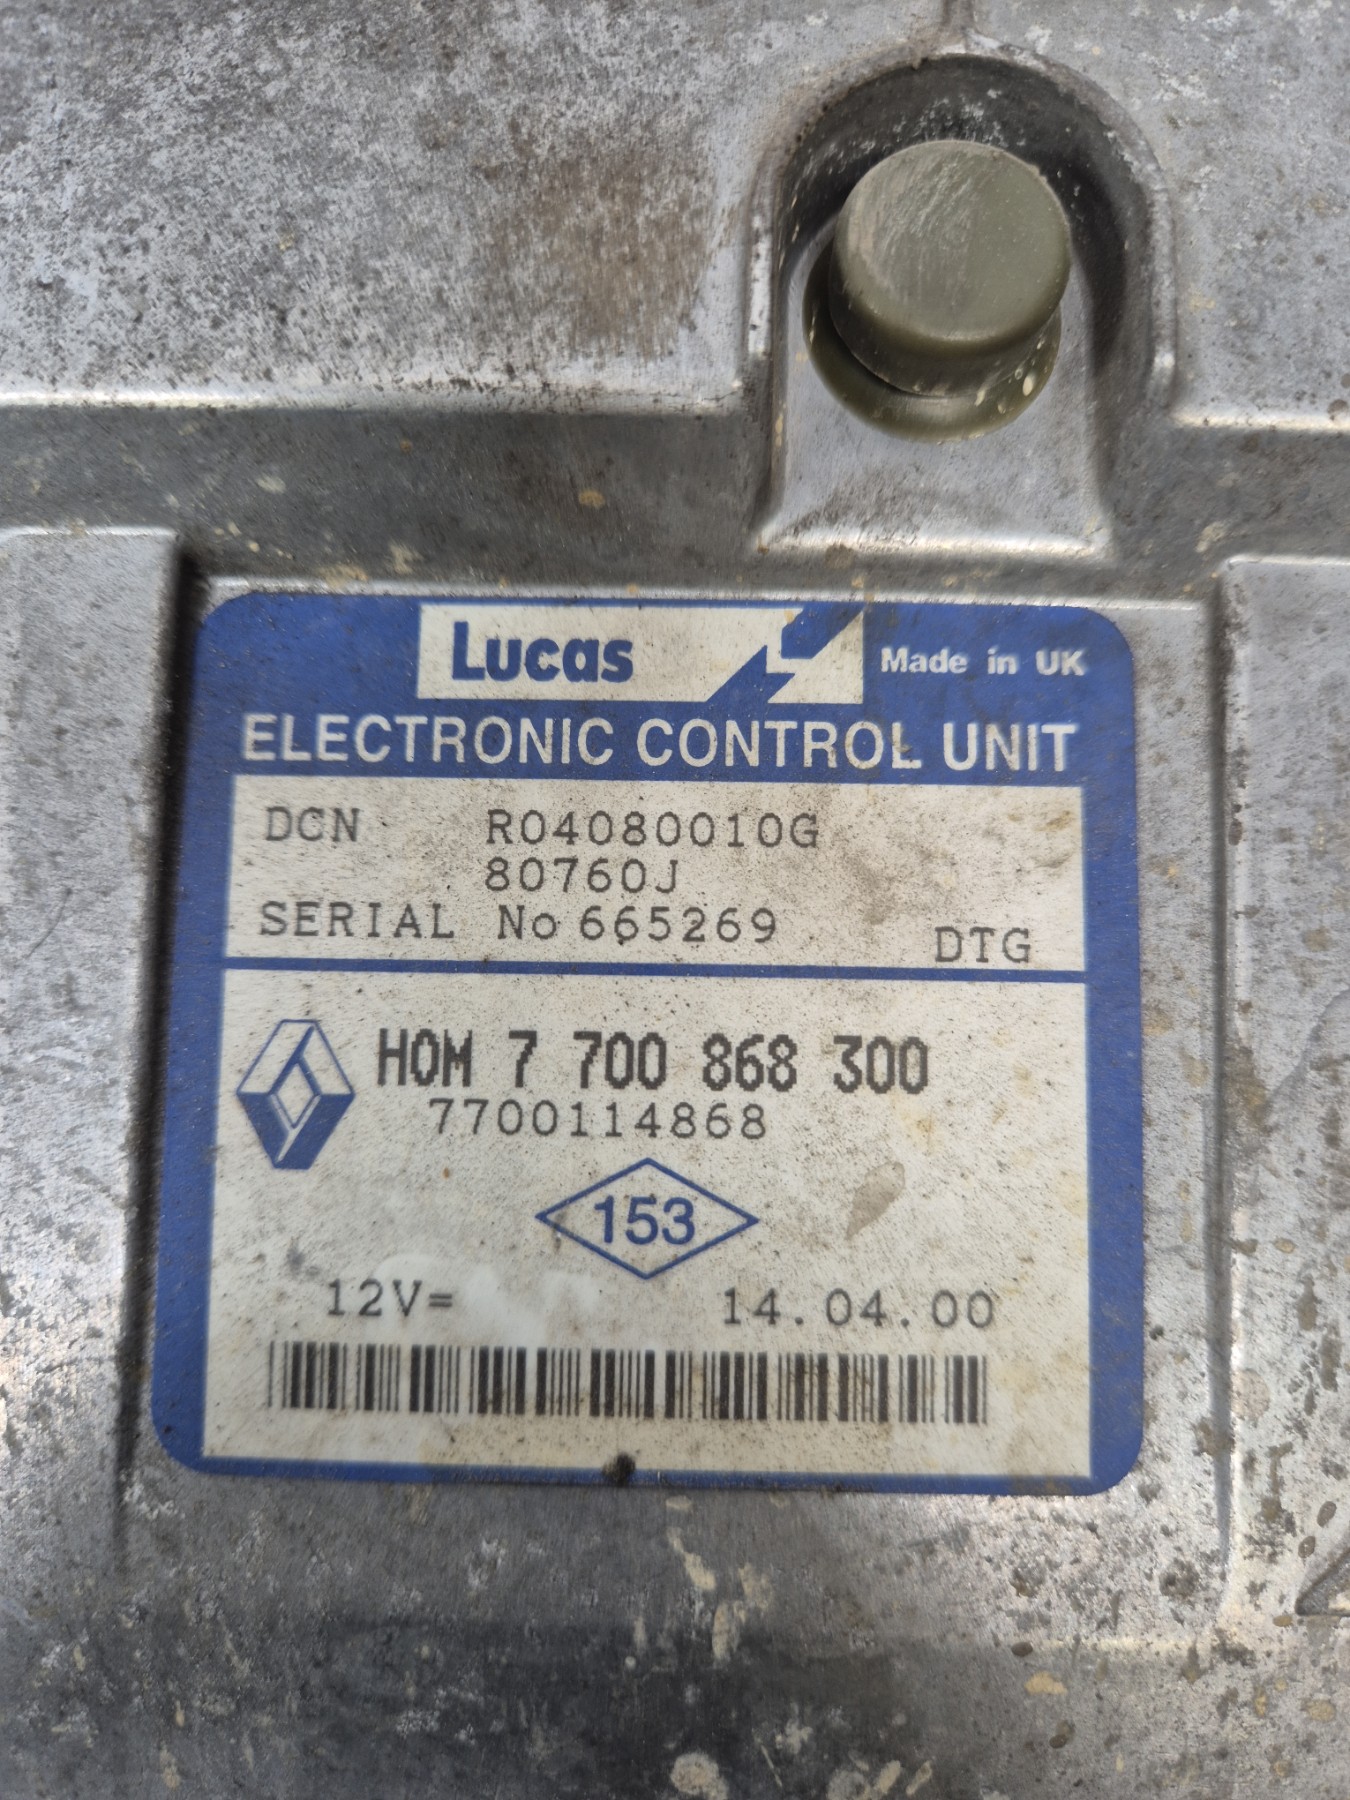 Lucas Made in UK
ELECTRONIC CONTROL UNIT
DCN R04080010G
80760J
SERIAL No 665269 DTG
HOM 7 700 868 300
7700114868
153
12V= 14.04.00